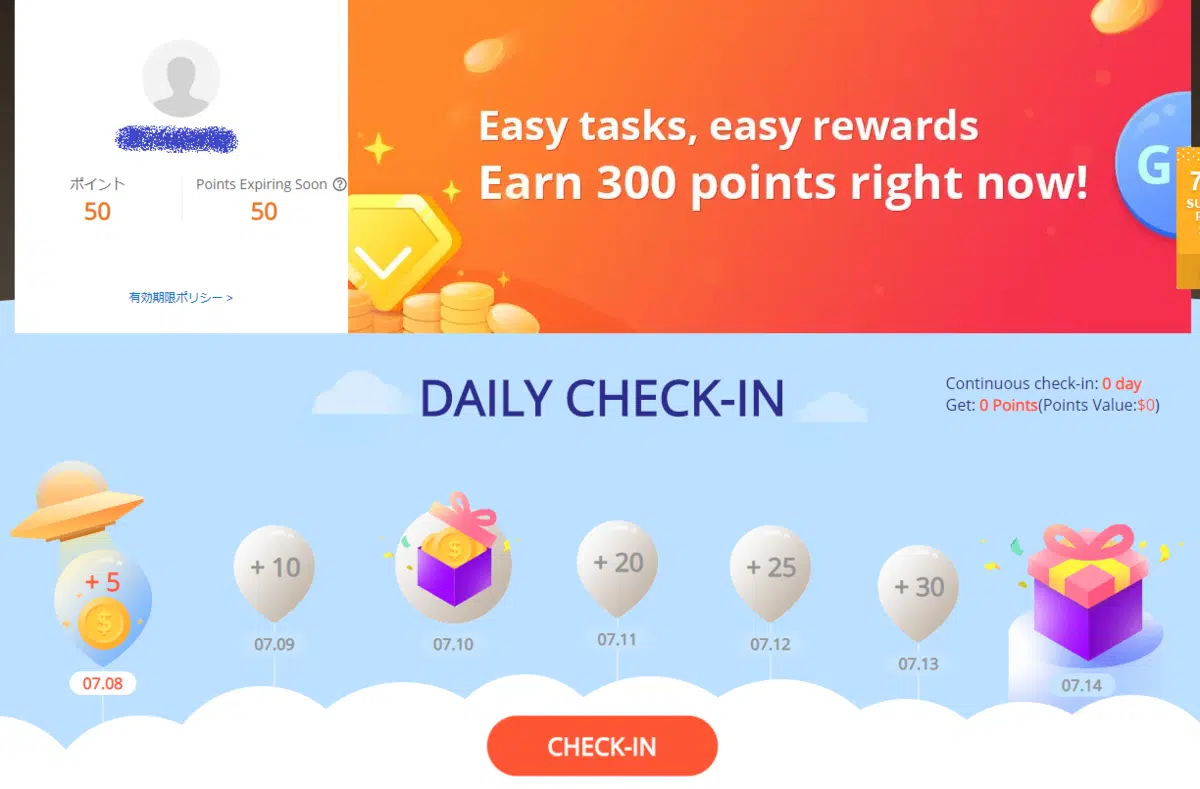 ポイント
50
Points Expiring Soon ?
50
有効期限ポリシー >
Easy tasks, easy rewards
Earn 300 points right now!
G
7
SU
DAILY CHECK-IN
Continuous check-in: 0 day
Get: 0 Points(Points Value:$0)
+ 5
$
07.08
+ 10
07.09
$
07.10
+ 20
07.11
+ 25
07.12
+ 30
07.13
07.14
CHECK-IN